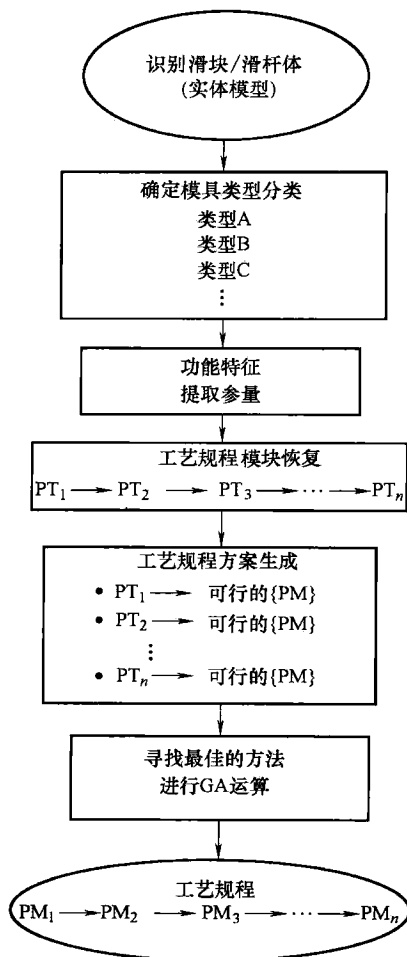 识别滑块/滑杆体
(实体模型)
确定模具类型分类
类型A
类型B
类型C
⋮
功能特征
提取参量
工艺规程模块恢复
PT₁ → PT₂ → PT₃ → ⋯ → PTₙ
工艺规程方案生成
• PT₁ → 可行的{PM}
• PT₂ → 可行的{PM}
⋮
• PTₙ → 可行的{PM}
寻找最佳的方法
进行GA运算
工艺规程
PM₁ → PM₂ → PM₃ → ⋯ → PMₙ